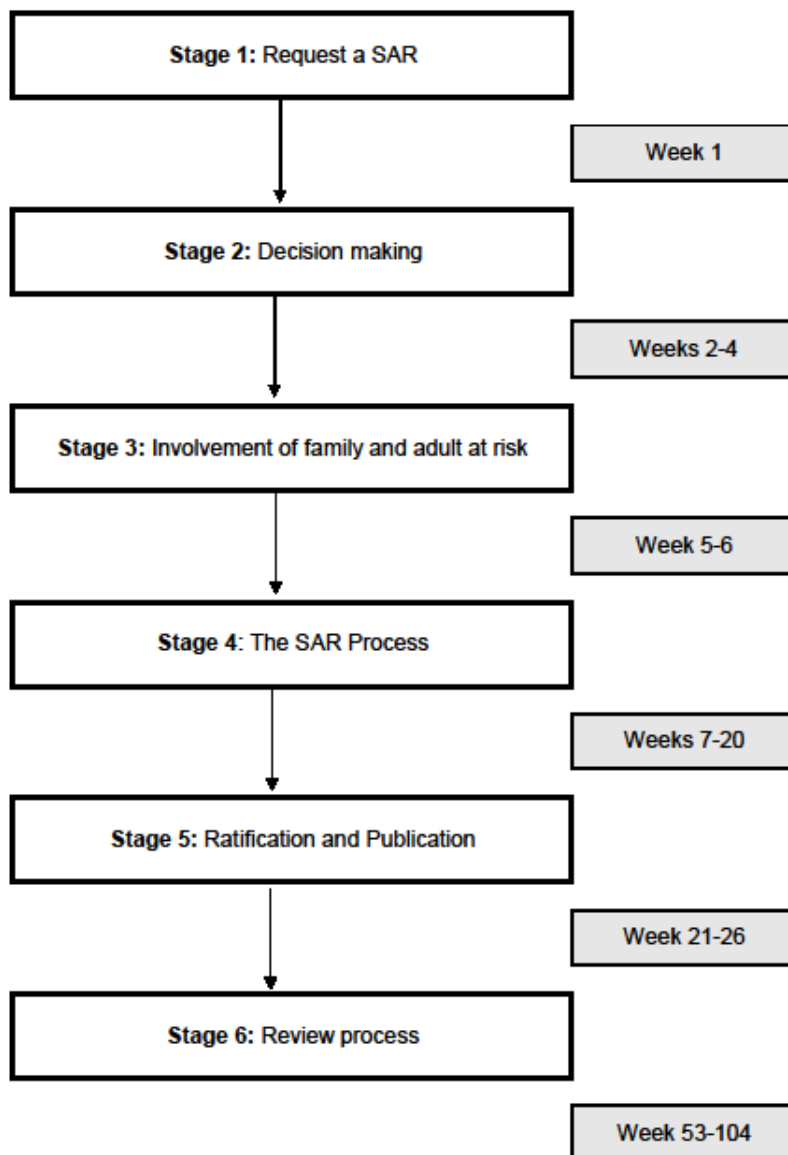 Stage 1: Request a SAR
Week 1
Stage 2: Decision making
Weeks 2-4
Stage 3: Involvement of family and adult at risk
Week 5-6
Stage 4: The SAR Process
Weeks 7-20
Stage 5: Ratification and Publication
Week 21-26
Stage 6: Review process
Week 53-104